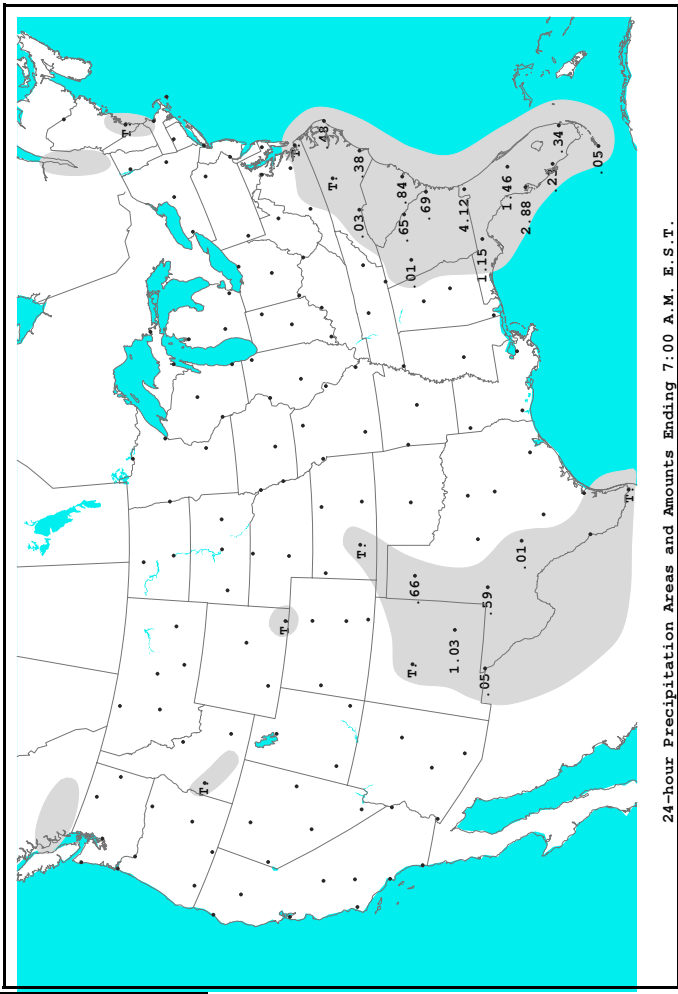 T
T
T
T
.48
T
.03
.38
T
.84
.65
.01
T
.66
.69
1.03
4.12
1.15
.05
.59
1.46
.01
2.88
.23
.34
.05
T
24-hour Precipitation Areas and Amounts Ending 7:00 A.M. E.S.T.